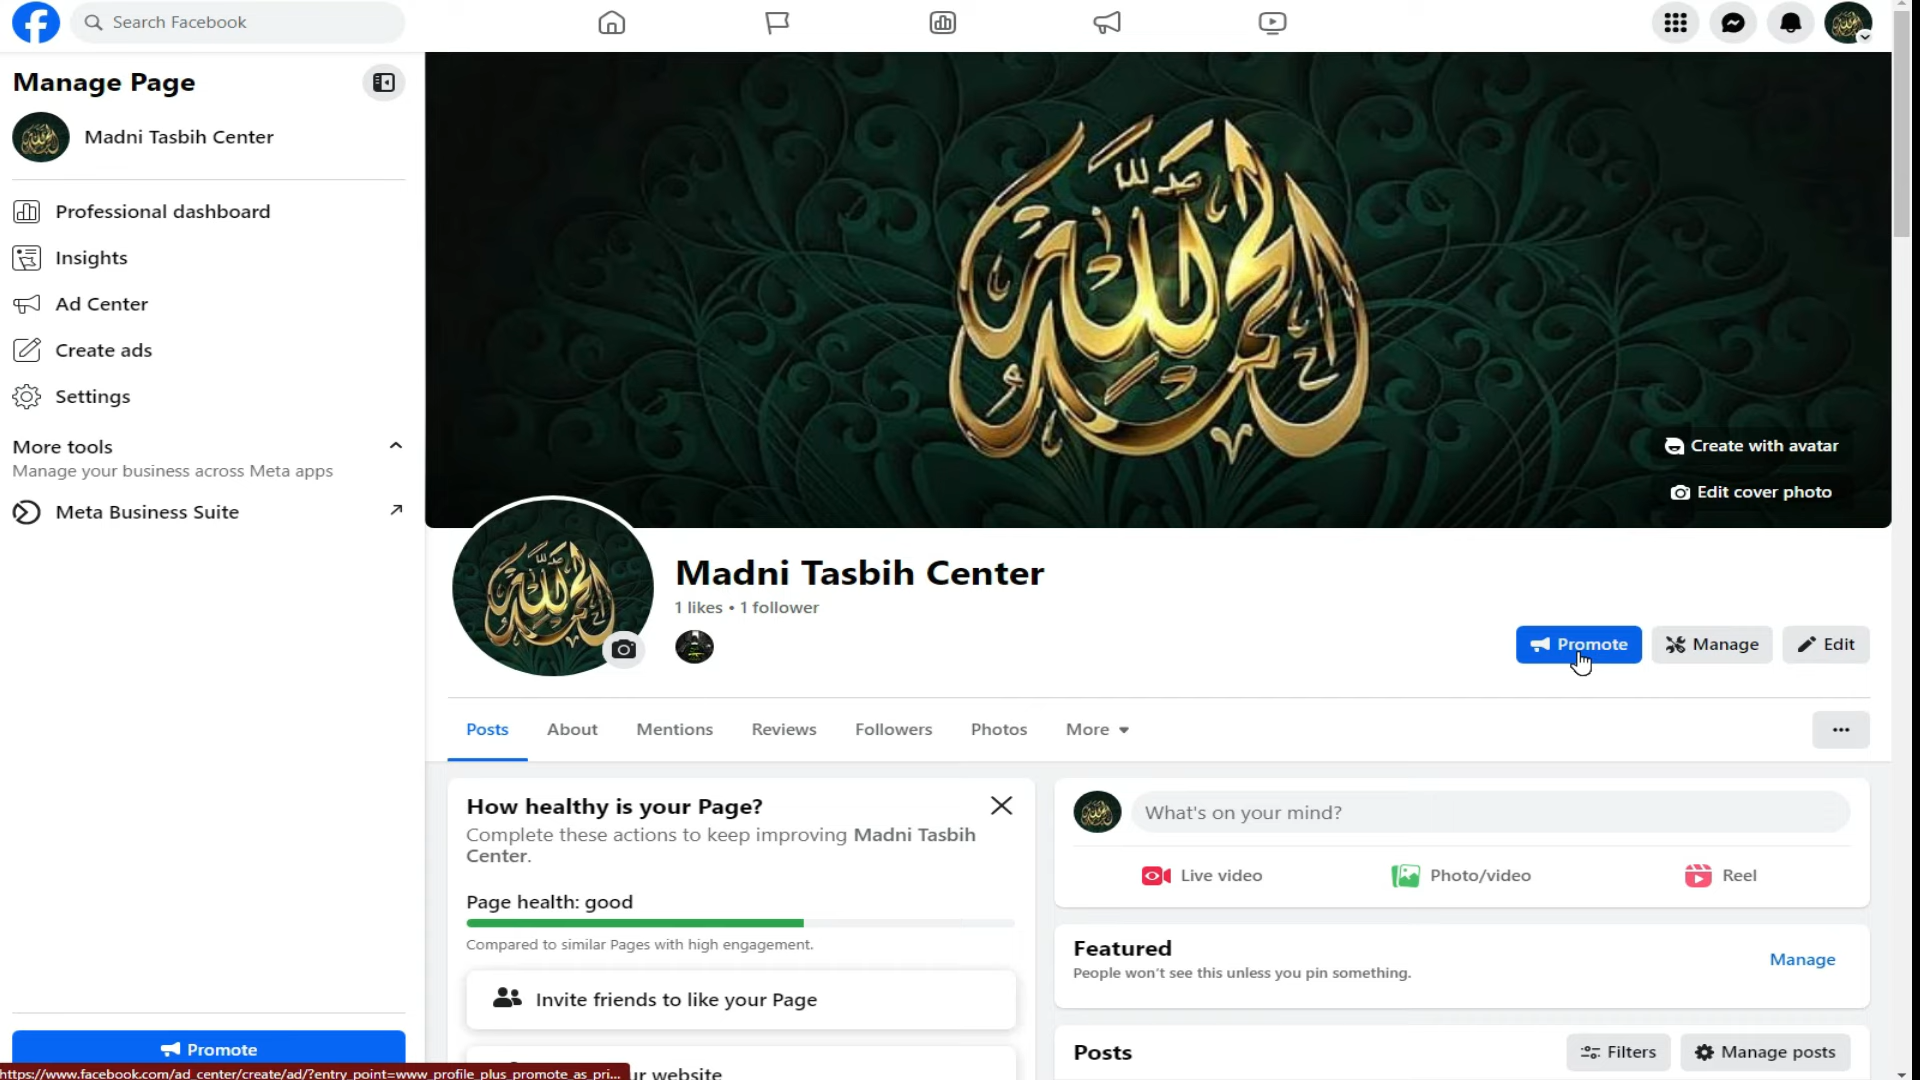 Search Facebook
Manage Page
Madni Tasbih Center
Professional dashboard
Insights
Ad Center
Create ads
Settings
More tools
Manage your business across Meta apps
Meta Business Suite
Promote
https://www.facebook.com/ad_center/create/ad/?entry_point=www_profile_plus_promote_as_pri...
الحمد لله
Create with avatar
Edit cover photo
Madni Tasbih Center
1 likes • 1 follower
Promote
Manage
Edit
Posts
About
Mentions
Reviews
Followers
Photos
More
How healthy is your Page?
Complete these actions to keep improving Madni Tasbih
Center.
Page health: good
Compared to similar Pages with high engagement.
Invite friends to like your Page
ur website
What's on your mind?
Live video
Photo/video
Reel
Featured
People won't see this unless you pin something.
Manage
Posts
Filters
Manage posts